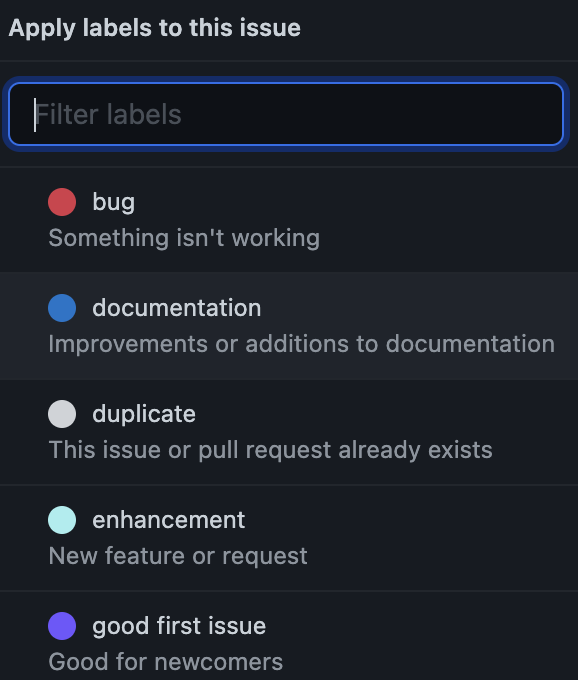 Apply labels to this issue
Filter labels
bug
Something isn't working
documentation
Improvements or additions to documentation
duplicate
This issue or pull request already exists
enhancement
New feature or request
good first issue
Good for newcomers